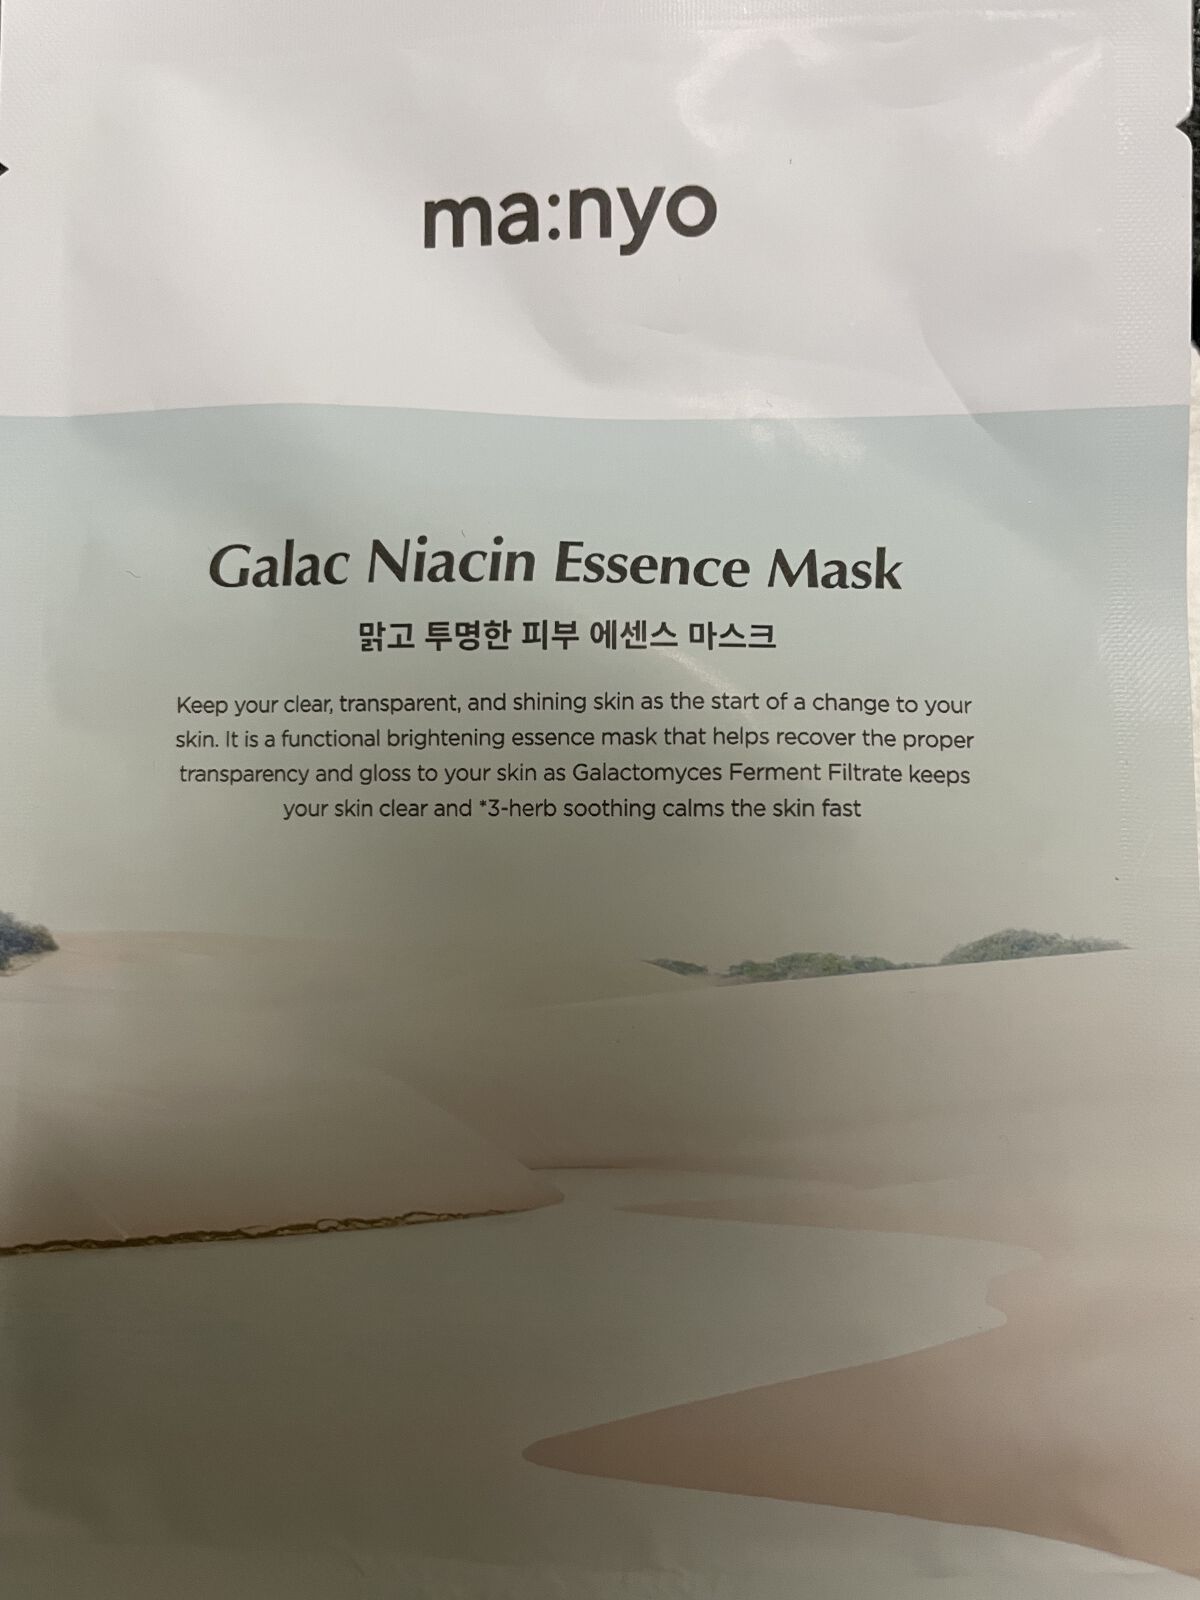 ma:nyo
Galac Niacin Essence Mask
맑고 투명한 피부 에센스 마스크
Keep your clear, transparent, and shining skin as the start of a change to your
skin. It is a functional brightening essence mask that helps recover the proper
transparency and gloss to your skin as Galactomyces Ferment Filtrate keeps
your skin clear and *3-herb soothing calms the skin fast